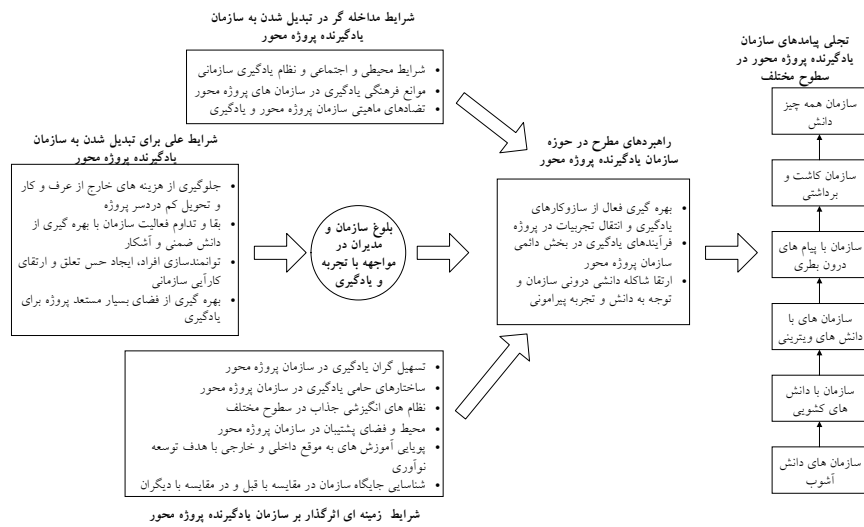 شرایط مداخله گر در تبدیل شدن به سازمان
یادگیرنده پروژه محور
• شرایط محیطی و اجتماعی و نظام یادگیری سازمانی
• موانع فرهنگی یادگیری در سازمان های پروژه محور
• تضادهای ماهیتی سازمان پروژه محور و یادگیری
شرایط علی برای تبدیل شدن به سازمان
یادگیرنده پروژه محور
• جلوگیری از هزینه های خارج از عرف و کار
و تحویل کم دردسر پروژه
• بقا و تداوم فعالیت سازمان با بهره گیری از
دانش ضمنی و آشکار
• توانمندسازی افراد، ایجاد حس تعلق و ارتقای
کارآیی سازمانی
• بهره گیری از فضای بسیار مستعد پروژه برای
یادگیری
بلوغ سازمان و
مدیران در
مواجهه با تجربه
و یادگیری
راهبردهای مطرح در حوزه
سازمان یادگیرنده پروژه محور
• بهره گیری فعال از سازوکارهای
یادگیری و انتقال تجربیات در پروژه
• فرآیندهای یادگیری در بخش دائمی
سازمان پروژه محور
• ارتقا شاکله دانشی درونی سازمان و
توجه به دانش و تجربه پیرامونی
• تسهیل گران یادگیری در سازمان پروژه محور
• ساختارهای حامی یادگیری در سازمان پروژه محور
• نظام های انگیزشی جذاب در سطوح مختلف
• محیط و فضای پشتیبان در سازمان پروژه محور
• پویایی آموزش های به موقع داخلی و خارجی با هدف توسعه
نوآوری
• شناسایی جایگاه سازمان در مقایسه با قبل و در مقایسه با دیگران
شرایط زمینه ای اثرگذار بر سازمان یادگیرنده پروژه محور
تجلی پیامدهای سازمان
یادگیرنده پروژه محور در
سطوح مختلف
سازمان همه چیز
دانش
سازمان کاشت و
برداشتی
سازمان با پیام های
درون بطری
سازمان های با
دانش های ویترینی
سازمان با دانش
های کشویی
سازمان های دانش
آشوب